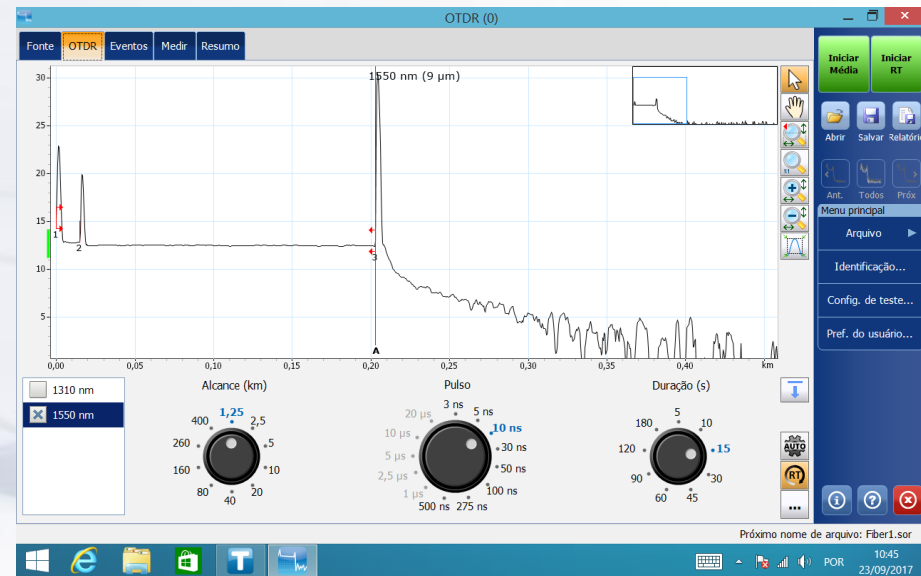 OTDR (0)
Fonte OTDR Eventos Medir Resumo
1550 nm (9 µm)
30
25
20
15
10
5
1
2
3
A
0,00 0,05 0,10 0,15 0,20 0,25 0,30 0,35 0,40 km
1310 nm
1550 nm
Alcance (km)
1,25
2,5
5
10
20
40
80
160
260
400
Pulso
3 ns
5 ns
10 ns
30 ns
50 ns
100 ns
275 ns
500 ns
1 µs
2,5 µs
5 µs
10 µs
20 µs
Duração (s)
5
10
15
30
45
60
90
120
180
AUTO
RT
...
Iniciar Média
Iniciar RT
Abrir Salvar Relatório
Ant. Todos Próx
Menu principal
Arquivo
Identificação...
Config. de teste...
Pref. do usuário...
Próximo nome de arquivo: Fiber1.sor
POR
10:45
23/09/2017